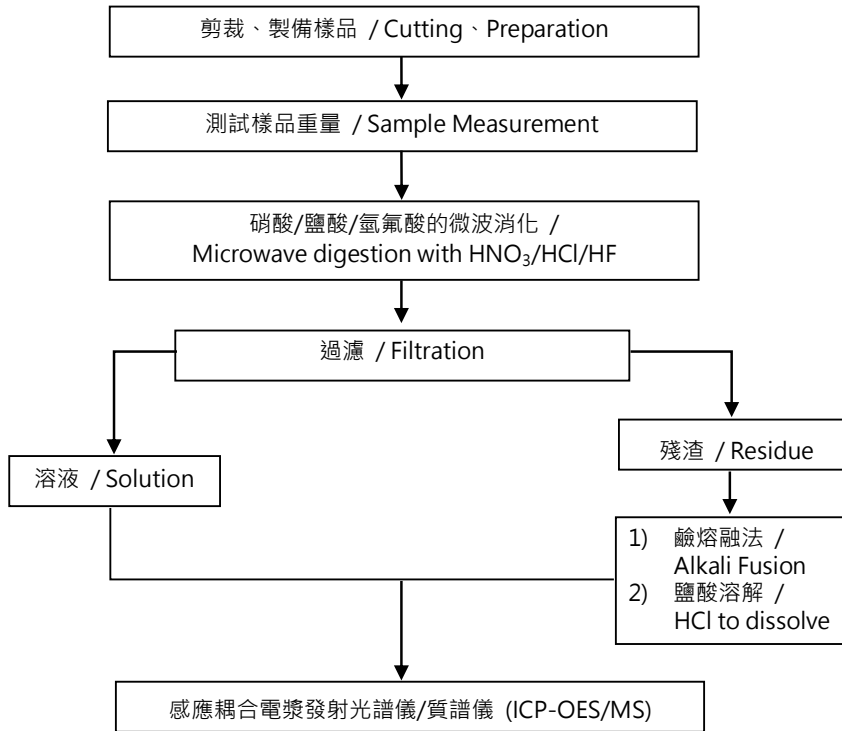 剪裁、製備樣品 / Cutting、Preparation
測試樣品重量 / Sample Measurement
硝酸/鹽酸/氫氟酸的微波消化 /
Microwave digestion with HNO₃/HCl/HF
過濾 / Filtration
溶液 / Solution
殘渣 / Residue
1) 鹼熔融法 /
Alkali Fusion
2) 鹽酸溶解 /
HCl to dissolve
感應耦合電漿發射光譜儀/質譜儀 (ICP-OES/MS)